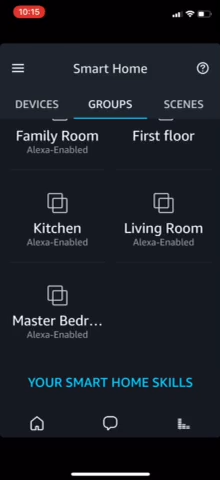 10:15
Smart Home
DEVICES GROUPS SCENES
Family Room First floor
Alexa-Enabled
Kitchen Living Room
Alexa-Enabled Alexa-Enabled
Master Bedr...
Alexa-Enabled
YOUR SMART HOME SKILLS